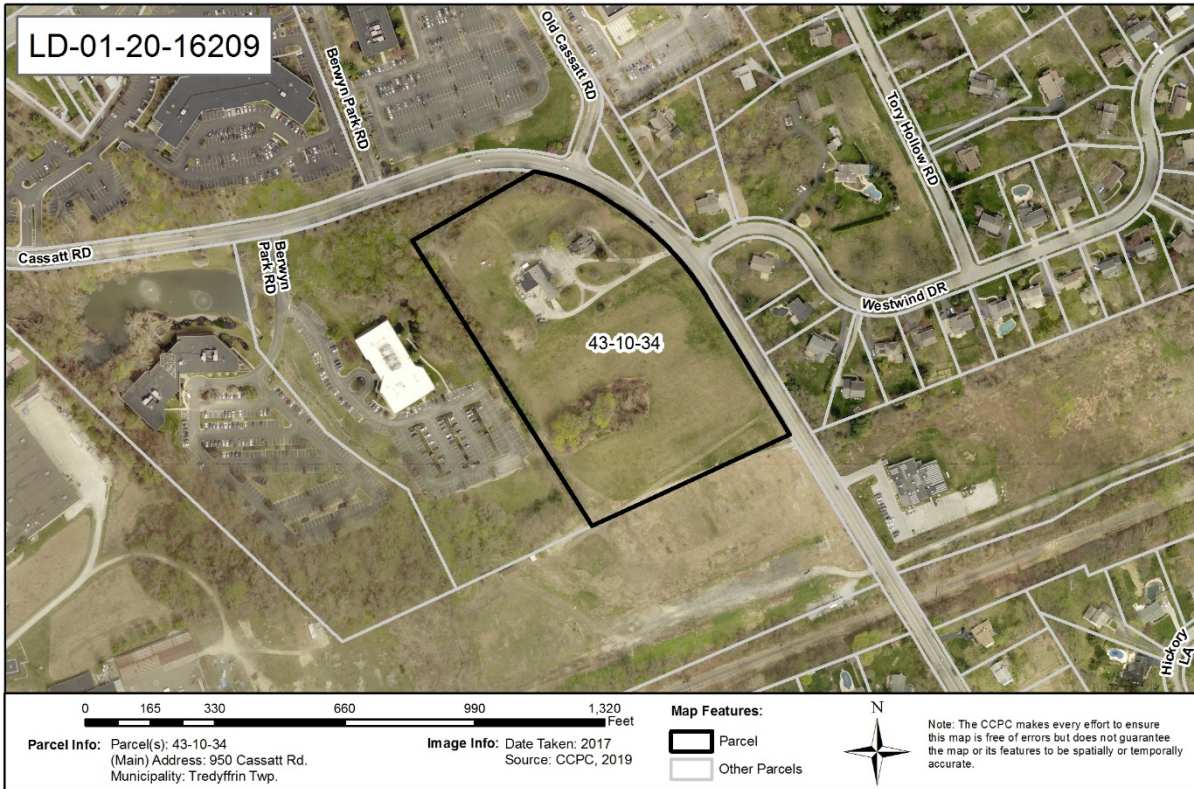 LD-01-20-16209
Berwyn Park RD
Old Cassatt RD
Tory Hollow RD
Cassatt RD
Berwyn
Park RD
Westwind DR
43-10-34
Hickory
LA
0 165 330 660 990 1,320
Feet
Parcel Info: Parcel(s): 43-10-34
(Main) Address: 950 Cassatt Rd.
Municipality: Tredyffrin Twp.
Image Info: Date Taken: 2017
Source: CCPC, 2019
Map Features:
Parcel
Other Parcels
N
Note: The CCPC makes every effort to ensure
this map is free of errors but does not guarantee
the map or its features to be spatially or temporally
accurate.